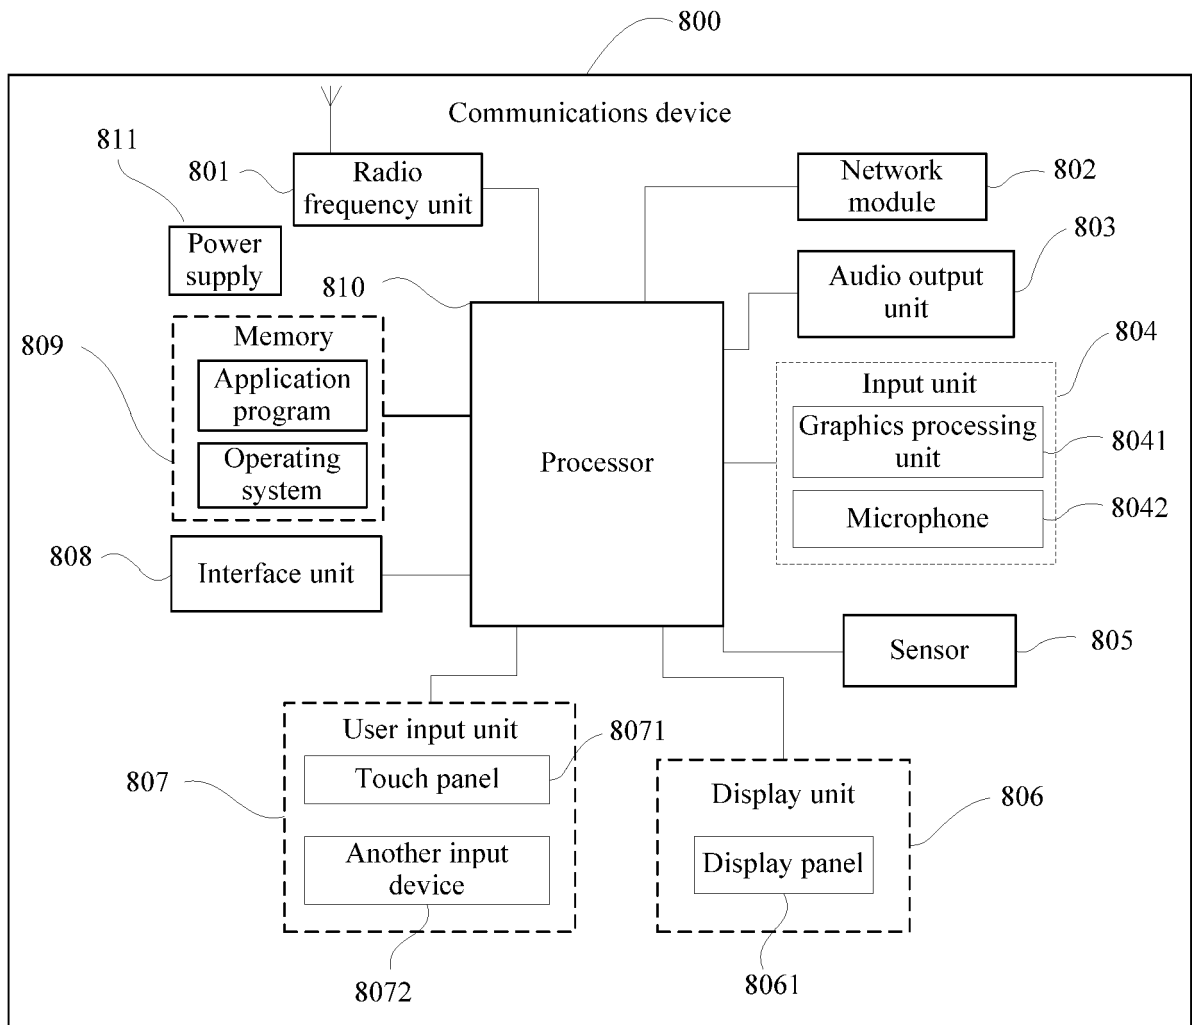 800
Communications device
811
801
Radio
frequency unit
Network
module
802
Power
supply
803
Audio output
unit
810
809
Memory
Application
program
Operating
system
Processor
804
Input unit
Graphics processing
unit
8041
Microphone
8042
808
Interface unit
Sensor
805
User input unit
8071
807
Touch panel
Another input
device
8072
Display unit
806
Display panel
8061